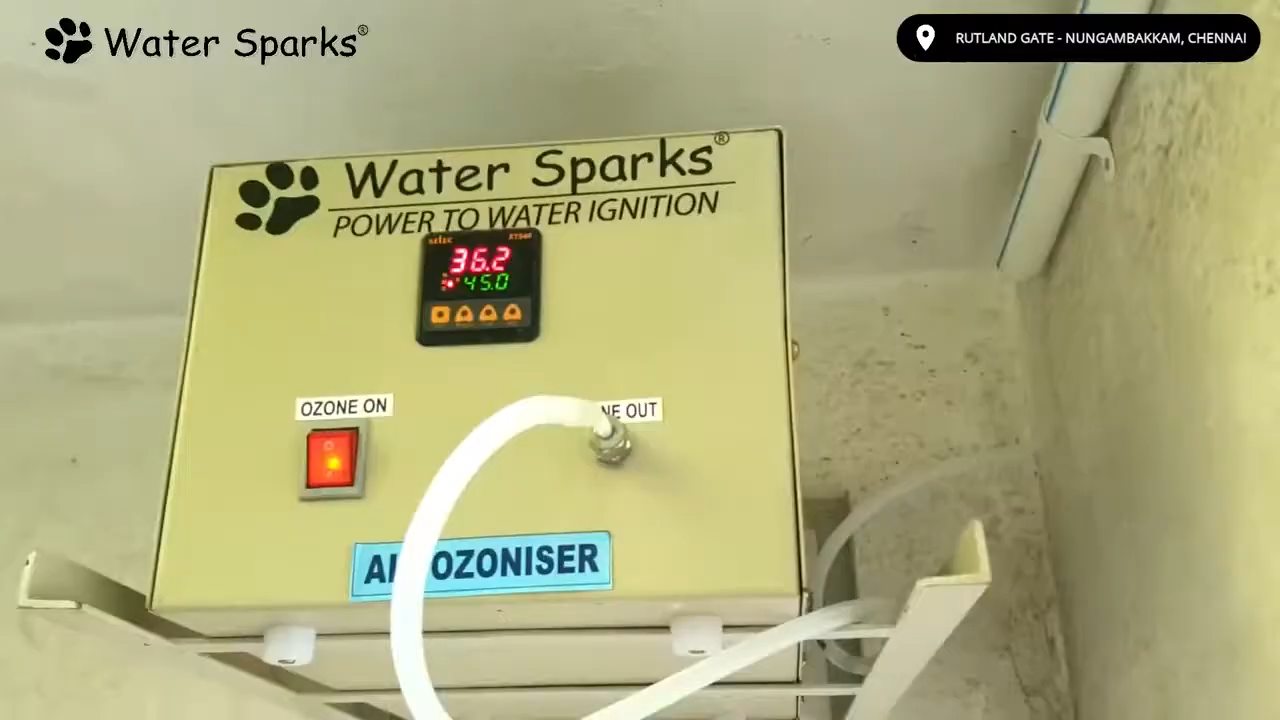 Water Sparks®
RUTLAND GATE - NUNGAMBAKKAM, CHENNAI
Water Sparks®
POWER TO WATER IGNITION
selec
36.2
45.0
OZONE ON
NE OUT
OZONISER